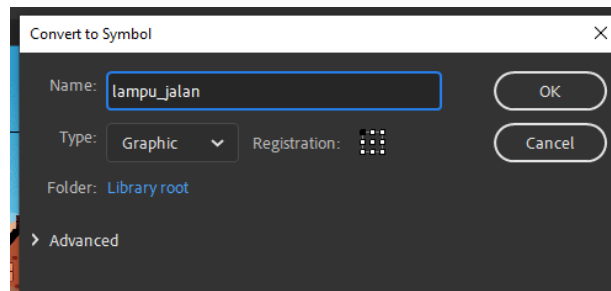 Convert to Symbol
Name: lampu_jalan
OK
Type: Graphic Registration:
Cancel
Folder: Library root
Advanced